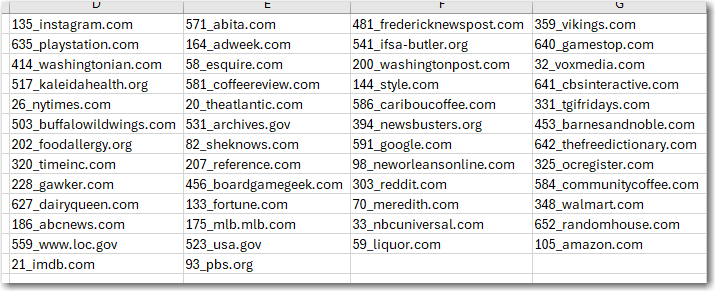 D E F G
135_instagram.com 571_abita.com 481_fredericknewspost.com 359_vikings.com
635_playstation.com 164_adweek.com 541_ifsa-butler.org 640_gamestop.com
414_washingtonian.com 58_esquire.com 200_washingtonpost.com 32_voxmedia.com
517_kaleidahealth.org 581_coffeereview.com 144_style.com 641_cbsinteractive.com
26_nytimes.com 20_theatlantic.com 586_cariboucoffee.com 331_tgifridays.com
503_buffalowildwings.com 531_archives.gov 394_newsbusters.org 453_barnesandnoble.com
202_foodallergy.org 82_sheknows.com 591_google.com 642_thefreedictionary.com
320_timeinc.com 207_reference.com 98_neworleansonline.com 325_ocregister.com
228_gawker.com 456_boardgamegeek.com 303_reddit.com 584_communitycoffee.com
627_dairyqueen.com 133_fortune.com 70_meredith.com 348_walmart.com
186_abcnews.com 175_mlb.mlb.com 33_nbcuniversal.com 652_randomhouse.com
559_www.loc.gov 523_usa.gov 59_liquor.com 105_amazon.com
21_imdb.com 93_pbs.org